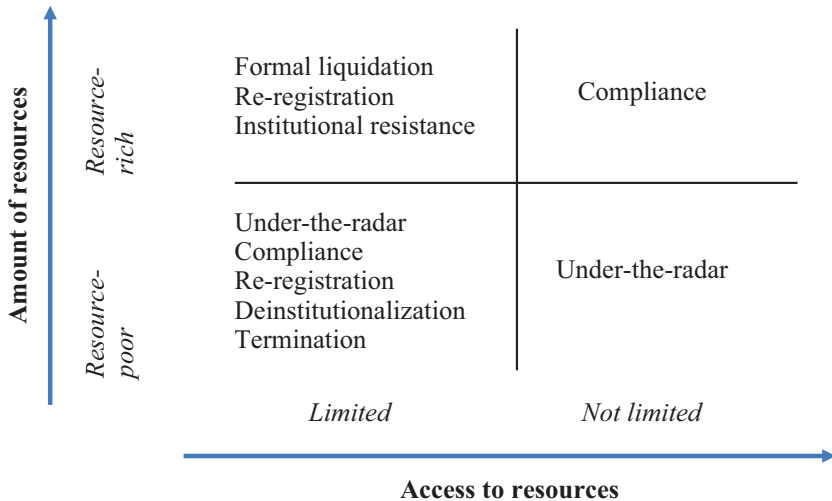 Amount of resources
Resource-
rich
Formal liquidation
Re-registration
Institutional resistance
Compliance
Resource-
poor
Under-the-radar
Compliance
Re-registration
Deinstitutionalization
Termination
Under-the-radar
Limited
Not limited
Access to resources